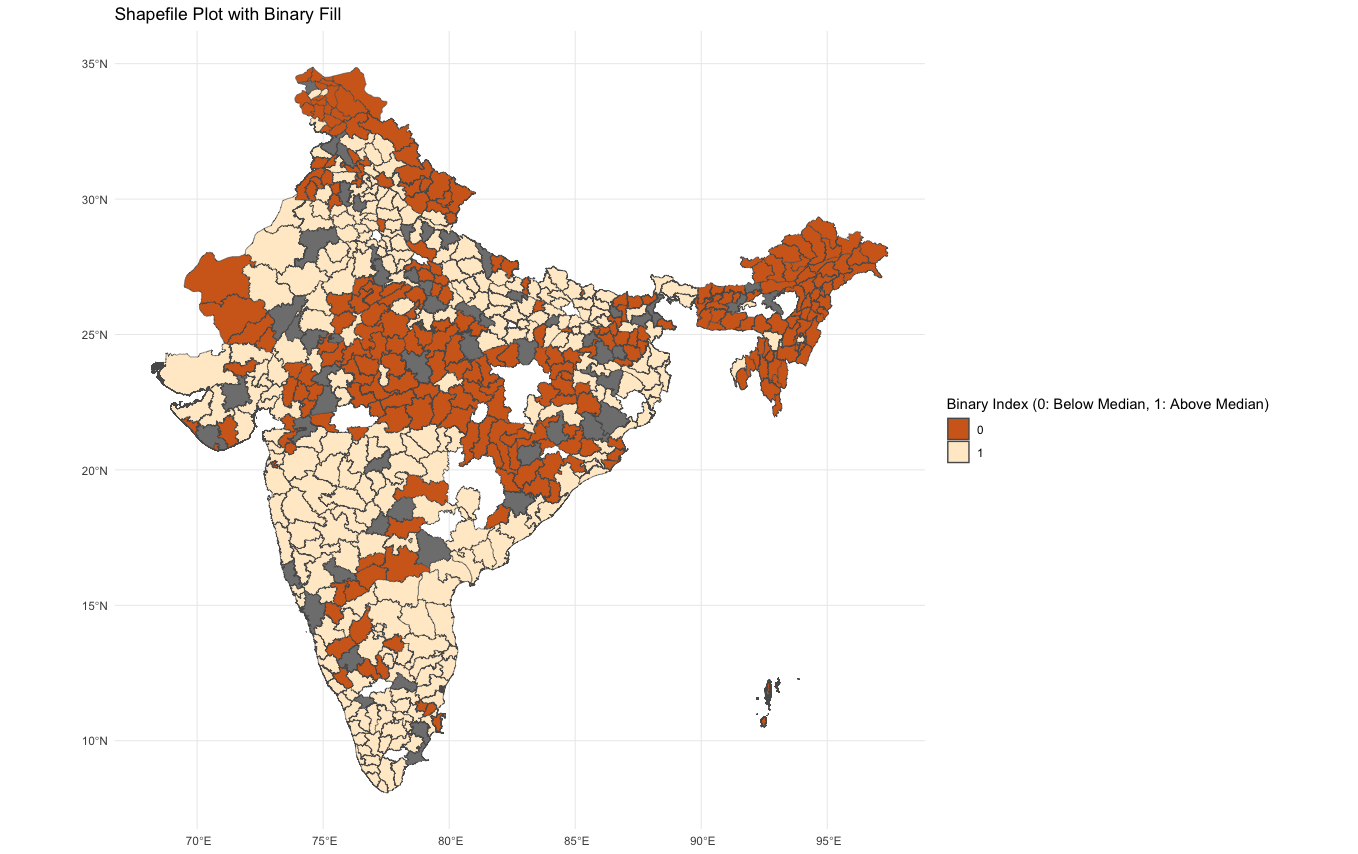 Shapefile Plot with Binary Fill
35°N
30°N
25°N
20°N
15°N
10°N
70°E
75°E
80°E
85°E
90°E
95°E
Binary Index (0: Below Median, 1: Above Median)
0
1